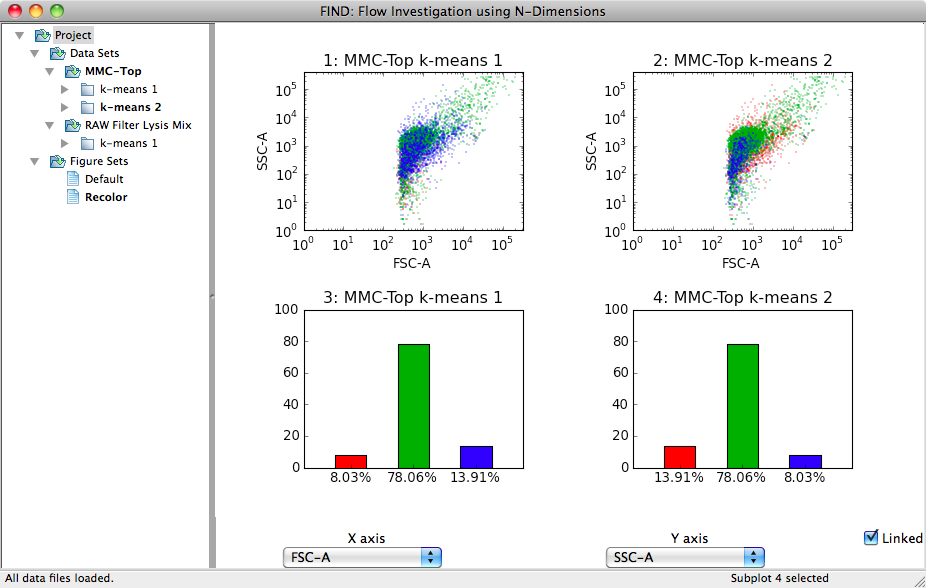 FIND: Flow Investigation using N-Dimensions
Project
Data Sets
MMC-Top
k-means 1
k-means 2
RAW Filter Lysis Mix
k-means 1
Figure Sets
Default
Recolor
1: MMC-Top k-means 1
SSC-A
10^5
10^4
10^3
10^2
10^1
10^0
10^0 10^1 10^2 10^3 10^4 10^5
FSC-A
2: MMC-Top k-means 2
SSC-A
10^5
10^4
10^3
10^2
10^1
10^0
10^0 10^1 10^2 10^3 10^4 10^5
FSC-A
3: MMC-Top k-means 1
100
80
60
40
20
0
8.03% 78.06% 13.91%
4: MMC-Top k-means 2
100
80
60
40
20
0
13.91% 78.06% 8.03%
X axis
FSC-A
Y axis
SSC-A
Linked
All data files loaded.
Subplot 4 selected